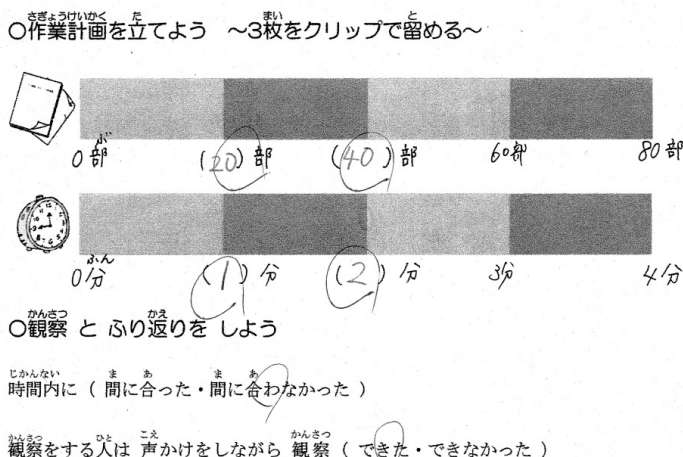 ○作業計画を立てよう ～3枚をクリップで留める～
0部 (20)部 (40)部 60部 80部
0分 (1)分 (2)分 3分 4分
○観察 と ふり返りを しよう
時間内に ( 間に合った・間に合わなかった )
観察をする人は 声かけをしながら 観察 ( できた・できなかった )